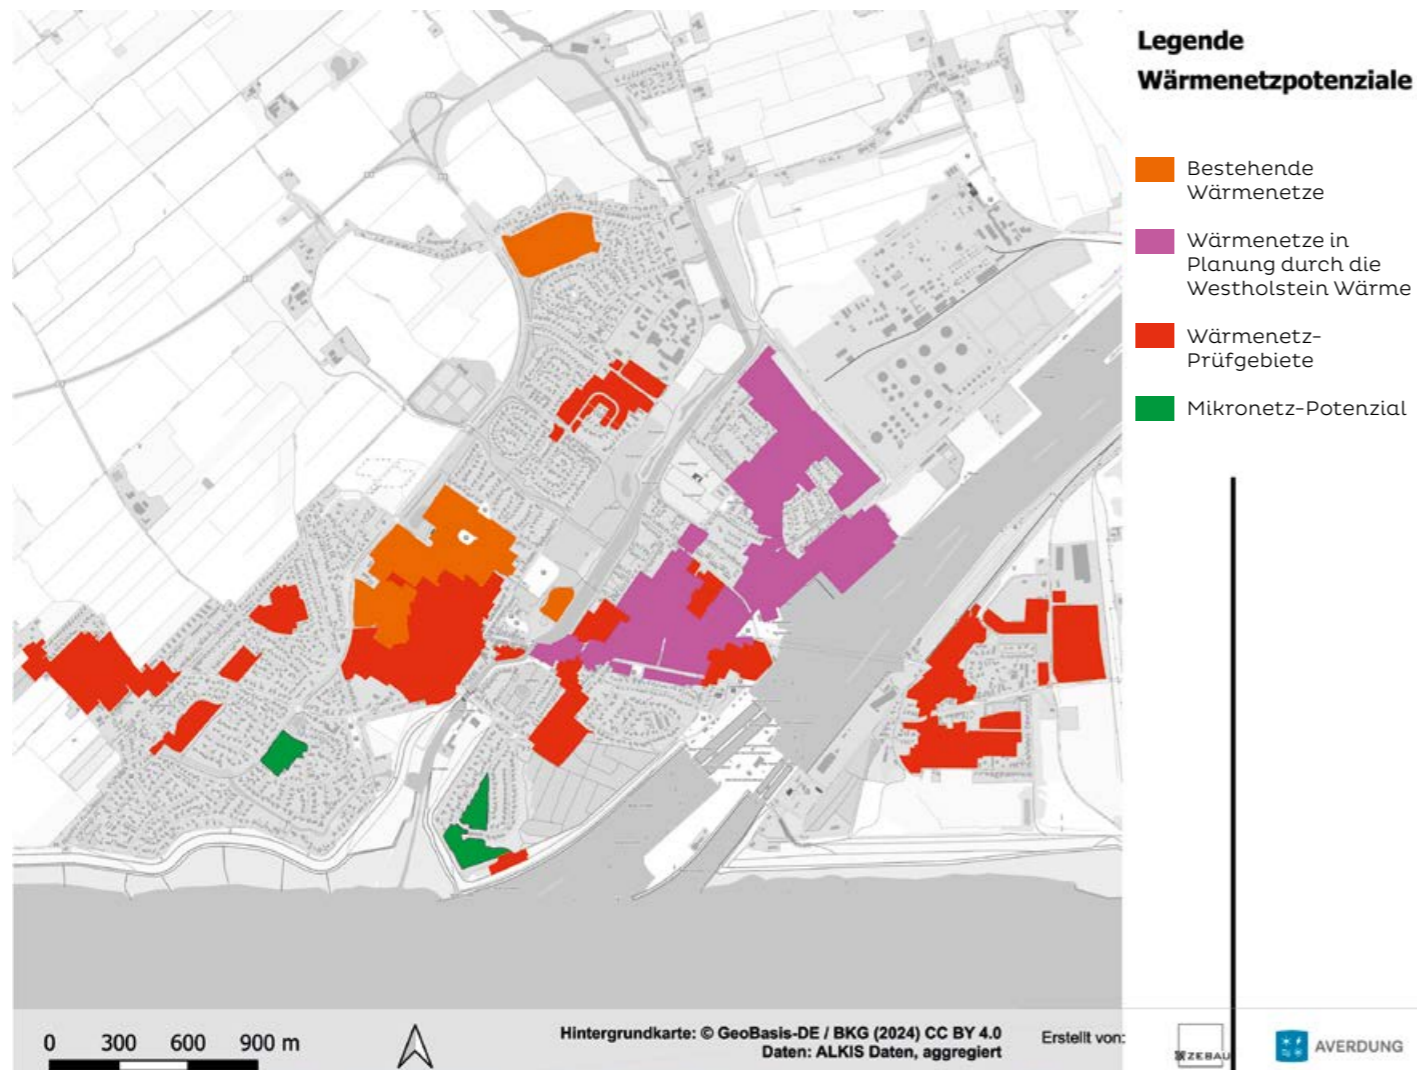 Legende
Wärmenetzpotenziale
Bestehende
Wärmenetze
Wärmenetze in
Planung durch die
Westholstein Wärme
Wärmenetz-
Prüfgebiete
Mikronetz-Potenzial
0 300 600 900 m
Hintergrundkarte: © GeoBasis-DE / BKG (2024) CC BY 4.0
Daten: ALKIS Daten, aggregiert
Erstellt von:
ZEBAU
AVERDUNG